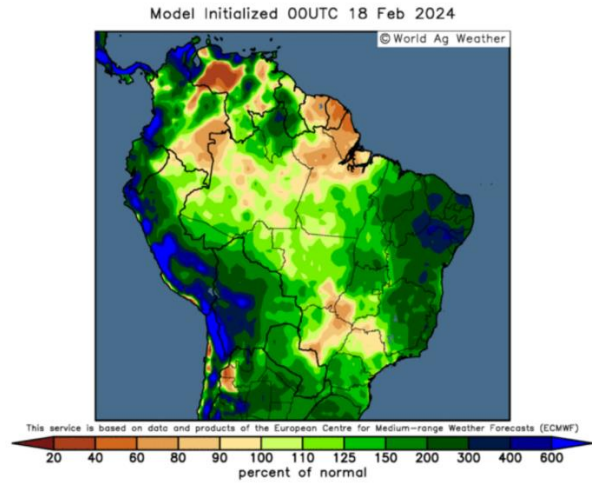 Model Initialized 00UTC 18 Feb 2024
© World Ag Weather
This service is based on data and products of the European Centre for Medium-range Weather Forecasts (ECMWF)
20 40 60 80 90 100 110 125 150 200 300 400 600
percent of normal